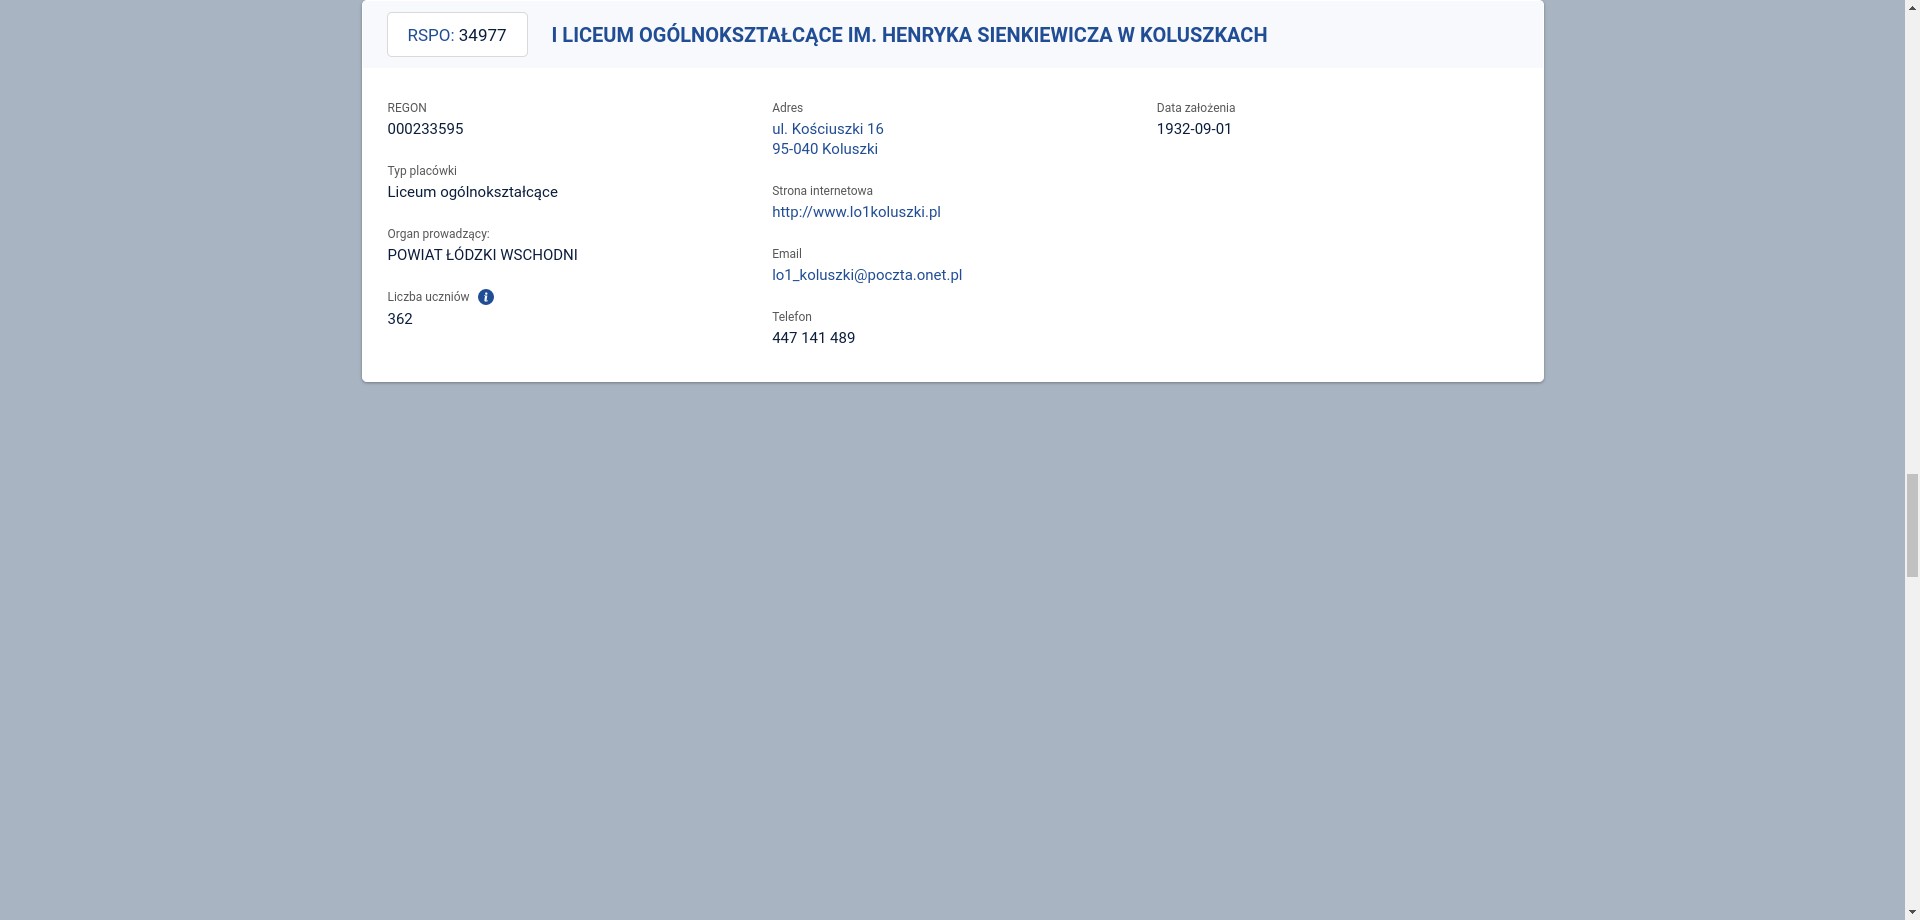 RSPO: 34977
I LICEUM OGÓLNOKSZTAŁCĄCE IM. HENRYKA SIENKIEWICZA W KOLUSZKACH
REGON
000233595
Typ placówki
Liceum ogólnokształcące
Organ prowadzący:
POWIAT ŁÓDZKI WSCHODNI
Liczba uczniów
362
Adres
ul. Kościuszki 16
95-040 Koluszki
Strona internetowa
http://www.lo1koluszki.pl
Email
lo1_koluszki@poczta.onet.pl
Telefon
447 141 489
Data założenia
1932-09-01